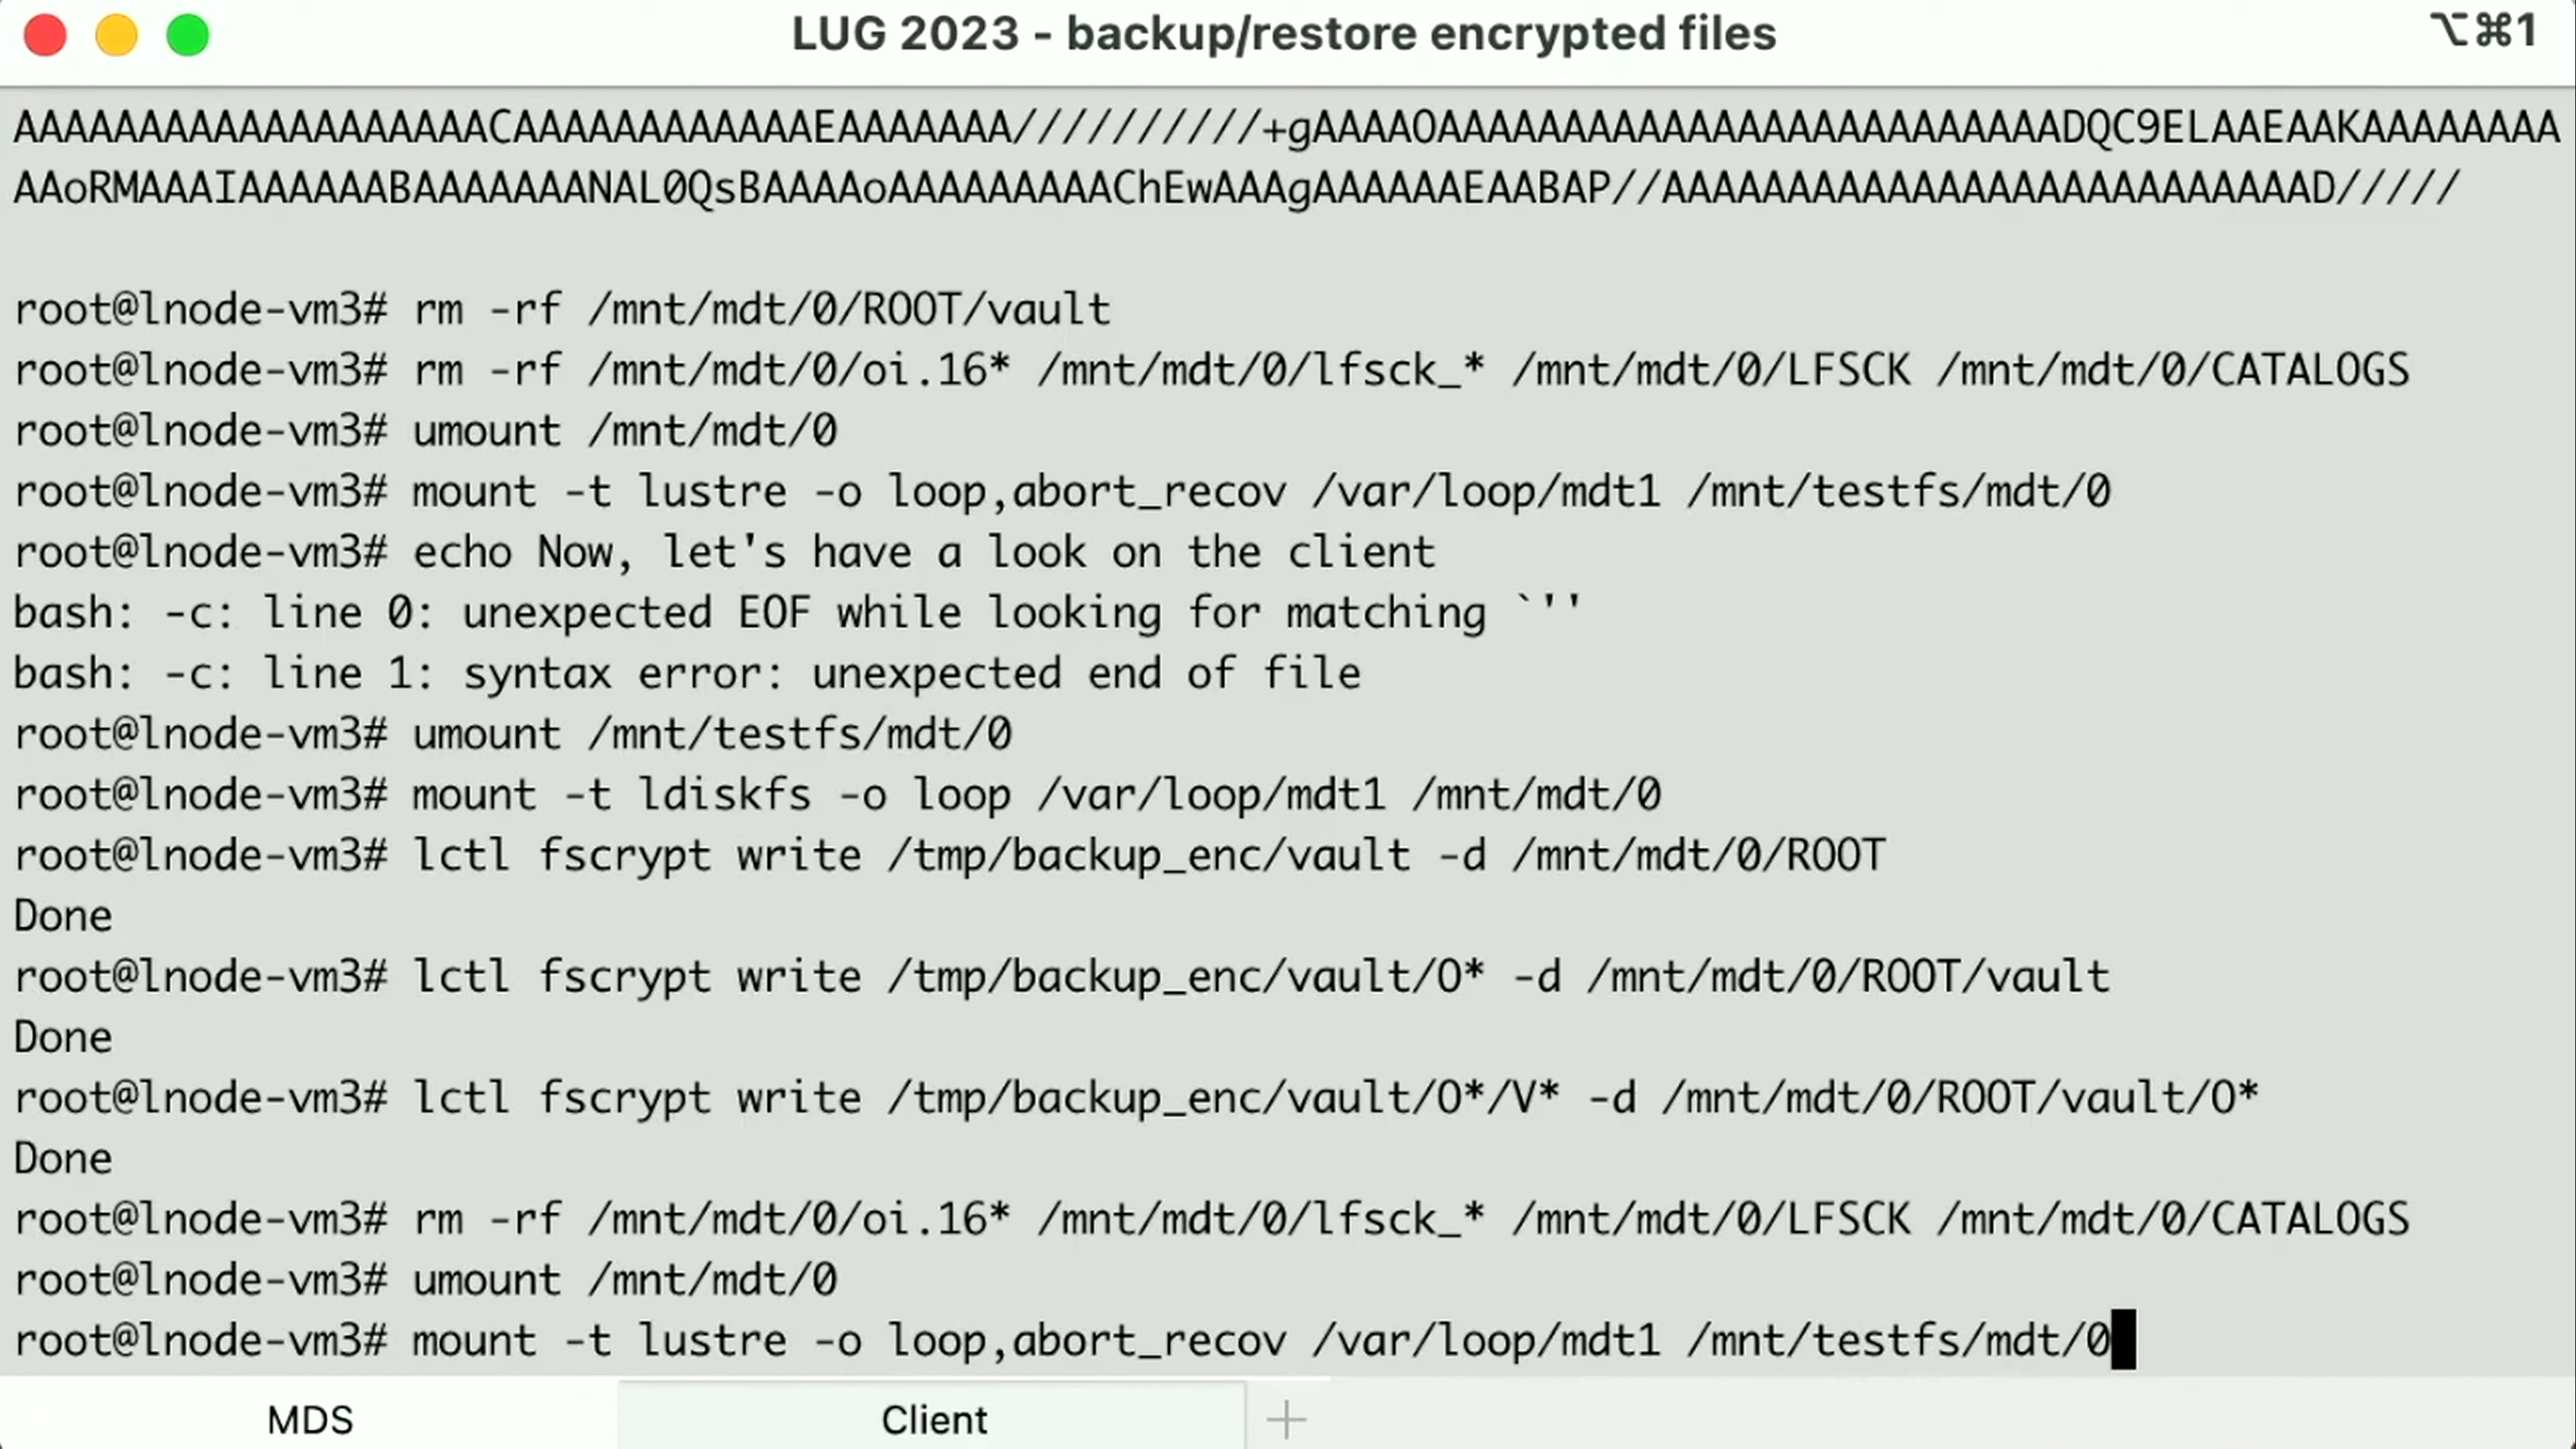 LUG 2023 - backup/restore encrypted files
⌥⌘1
AAAAAAAAAAAAAAAAAAACAAAAAAAAAAAAEAAAAAAA//////////+gAAAAOAAAAAAAAAAAAAAAAAAAAAAAAADQC9ELAAEAAKAAAAAAAA
AAoRMAAAIAAAAAABAAAAAAANAL0QsBAAAAoAAAAAAAAAChEwAAAgAAAAAAEAABAP//AAAAAAAAAAAAAAAAAAAAAAAAAAD/////
root@lnode-vm3# rm -rf /mnt/mdt/0/ROOT/vault
root@lnode-vm3# rm -rf /mnt/mdt/0/oi.16* /mnt/mdt/0/lfsck_* /mnt/mdt/0/LFSCK /mnt/mdt/0/CATALOGS
root@lnode-vm3# umount /mnt/mdt/0
root@lnode-vm3# mount -t lustre -o loop,abort_recov /var/loop/mdt1 /mnt/testfs/mdt/0
root@lnode-vm3# echo Now, let's have a look on the client
bash: -c: line 0: unexpected EOF while looking for matching `''
bash: -c: line 1: syntax error: unexpected end of file
root@lnode-vm3# umount /mnt/testfs/mdt/0
root@lnode-vm3# mount -t ldiskfs -o loop /var/loop/mdt1 /mnt/mdt/0
root@lnode-vm3# lctl fscrypt write /tmp/backup_enc/vault -d /mnt/mdt/0/ROOT
Done
root@lnode-vm3# lctl fscrypt write /tmp/backup_enc/vault/O* -d /mnt/mdt/0/ROOT/vault
Done
root@lnode-vm3# lctl fscrypt write /tmp/backup_enc/vault/O*/V* -d /mnt/mdt/0/ROOT/vault/O*
Done
root@lnode-vm3# rm -rf /mnt/mdt/0/oi.16* /mnt/mdt/0/lfsck_* /mnt/mdt/0/LFSCK /mnt/mdt/0/CATALOGS
root@lnode-vm3# umount /mnt/mdt/0
root@lnode-vm3# mount -t lustre -o loop,abort_recov /var/loop/mdt1 /mnt/testfs/mdt/0
MDS
Client